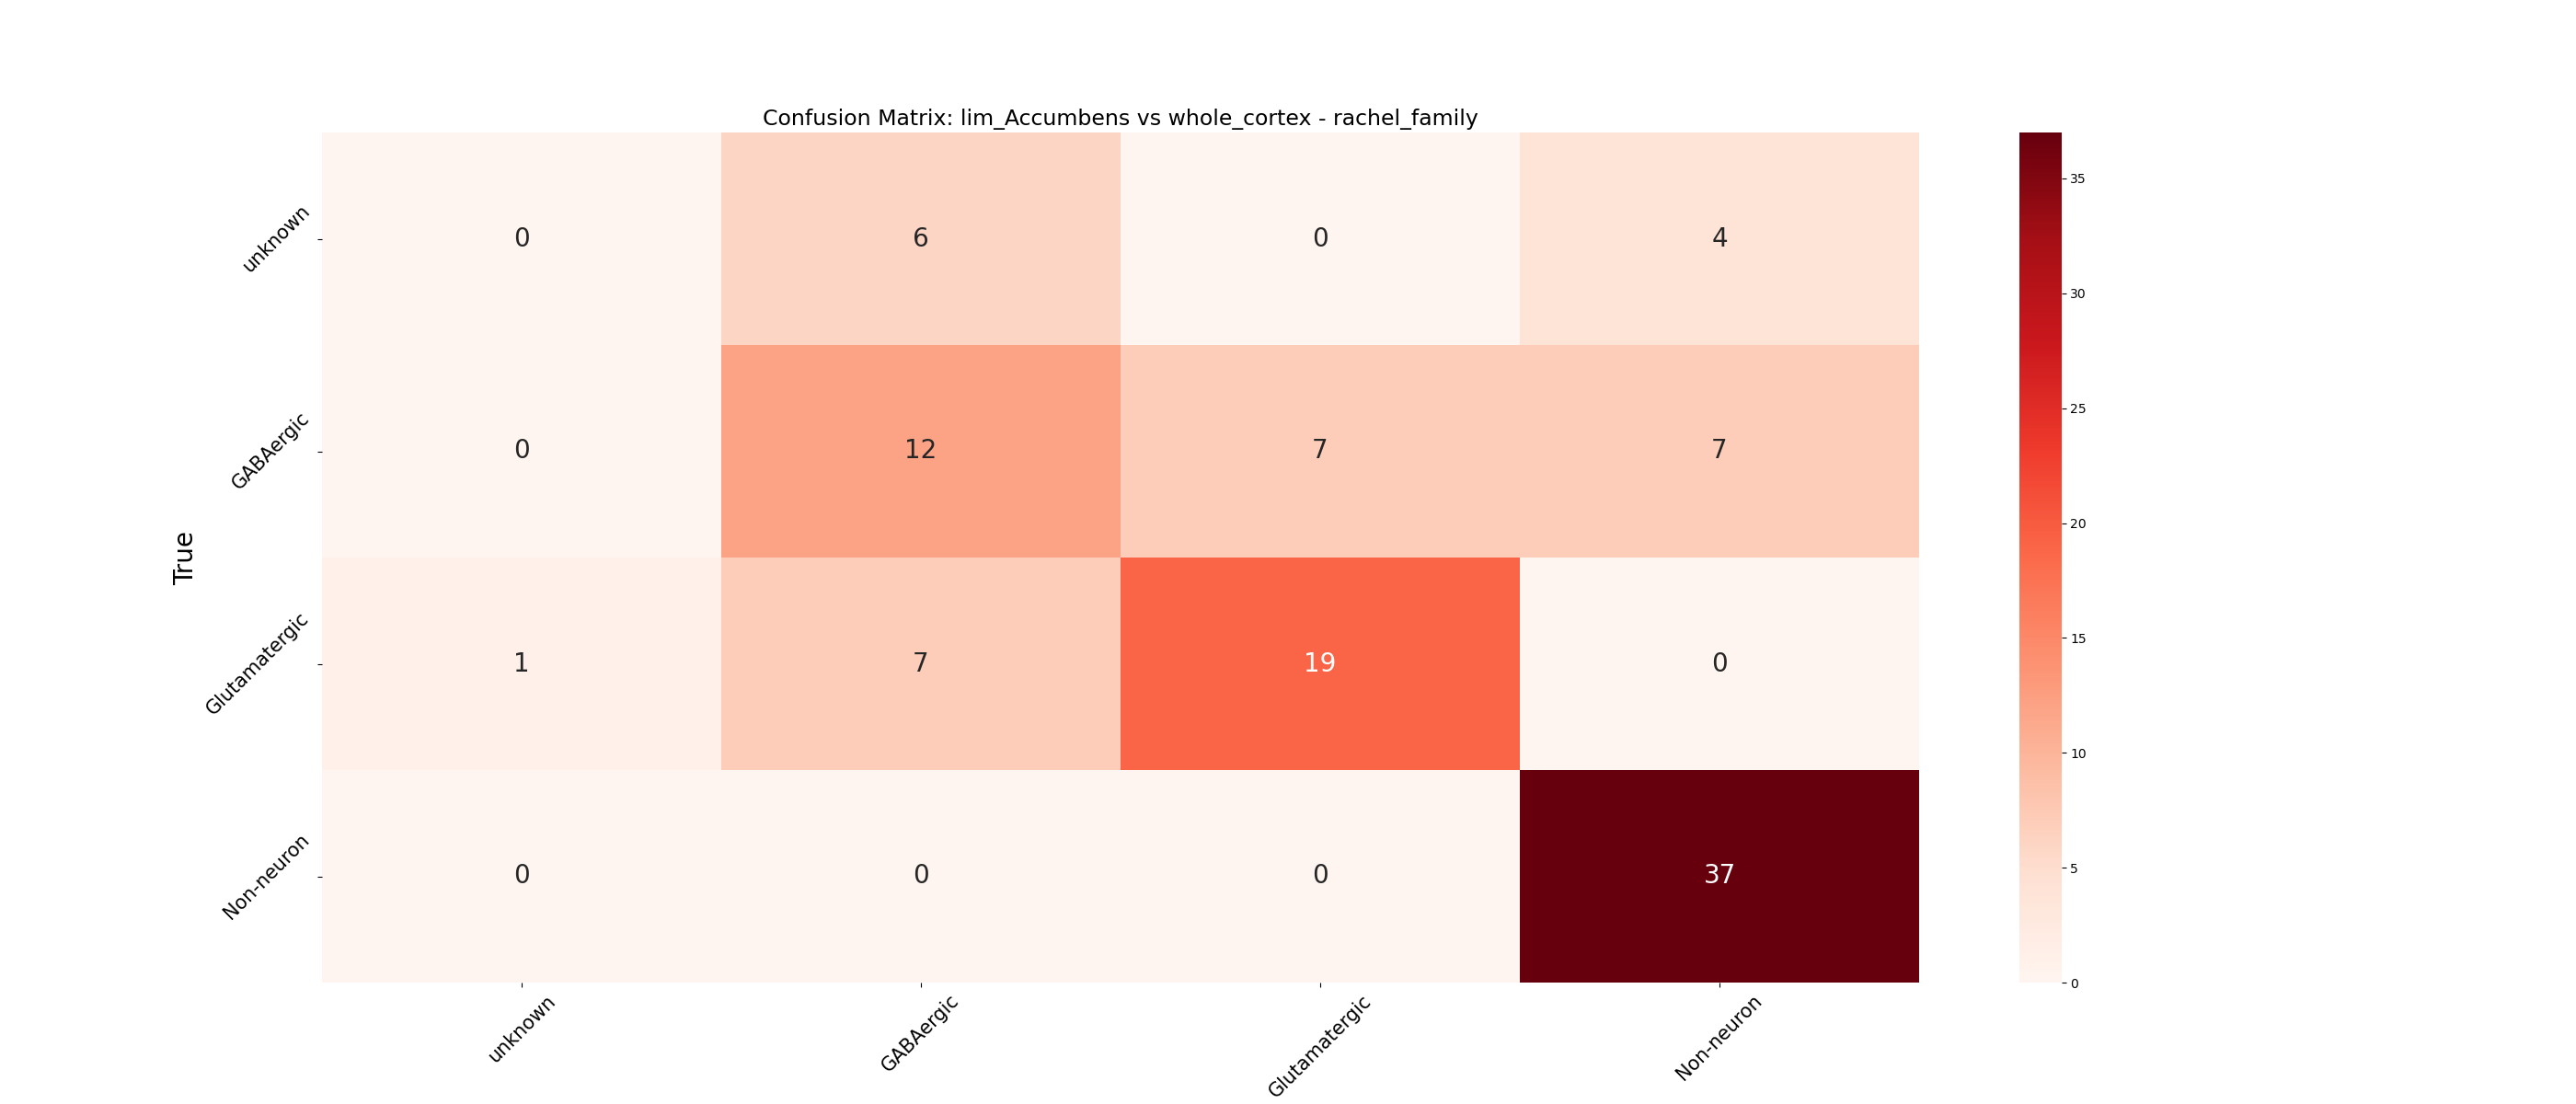 Confusion Matrix: lim_Accumbens vs whole_cortex - rachel_family
True
unknown 0 6 0 4
GABAergic 0 12 7 7
Glutamatergic 1 7 19 0
Non-neuron 0 0 0 37
unknown GABAergic Glutamatergic Non-neuron
35
30
25
20
15
10
5
0